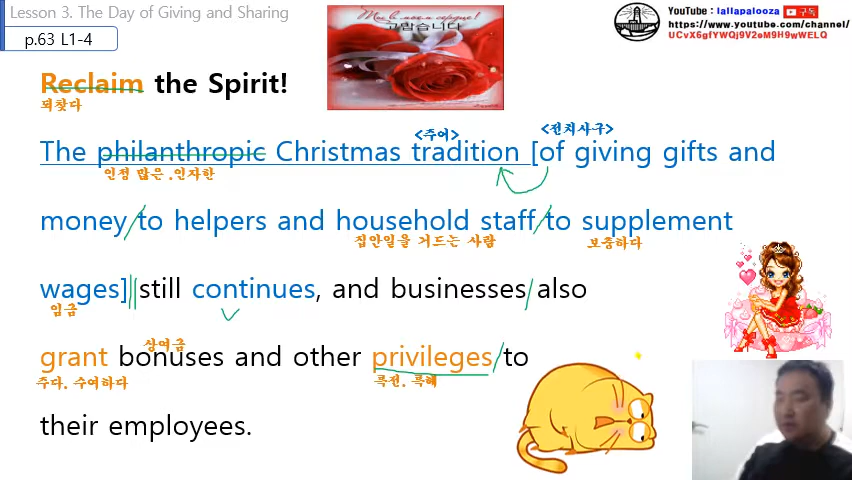 Lesson 3. The Day of Giving and Sharing
p.63 L1-4
Ты в моем сердце!
고맙습니다
YouTube : lallapalooza 구독
https://www.youtube.com/channel/
UCvX6gfYWQj9V2eM9H9wWELQ
Reclaim the Spirit!
되찾다
<주어> <전치사구>
The philanthropic Christmas tradition [of giving gifts and
인정 많은 .인자한
money to helpers and household staff to supplement
집안일을 거드는 사람 보충하다
wages] still continues, and businesses also
임금
상여금
grant bonuses and other privileges to
주다. 수여하다 특전. 특혜
their employees.